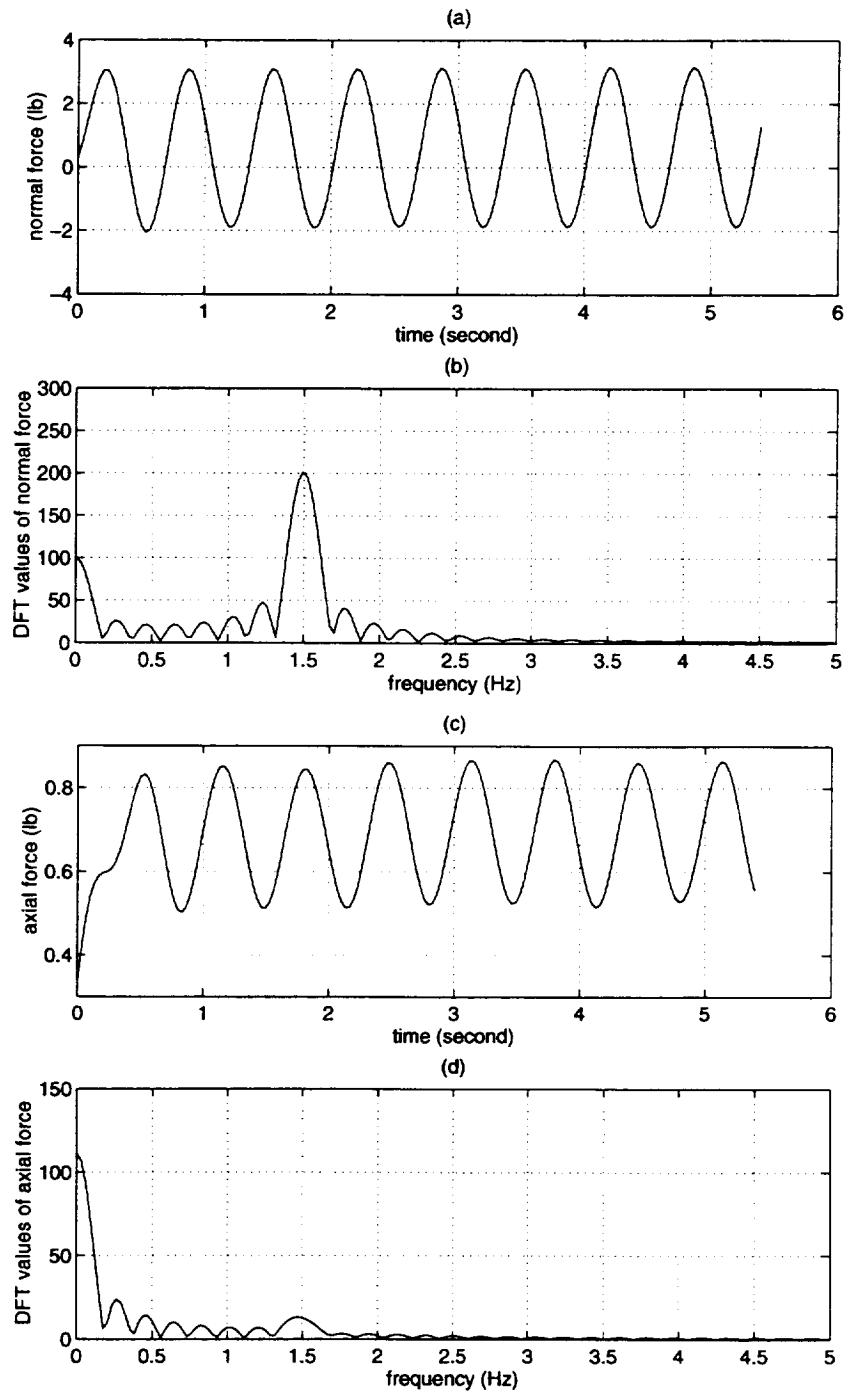 (a)
normal force (lb)
4
2
0
−2
−4
0 1 2 3 4 5 6
time (second)
(b)
DFT values of normal force
300
250
200
150
100
50
0
0 0.5 1 1.5 2 2.5 3 3.5 4 4.5 5
frequency (Hz)
(c)
axial force (lb)
0.8
0.6
0.4
0 1 2 3 4 5 6
time (second)
(d)
DFT values of axial force
150
100
50
0
0 0.5 1 1.5 2 2.5 3 3.5 4 4.5 5
frequency (Hz)